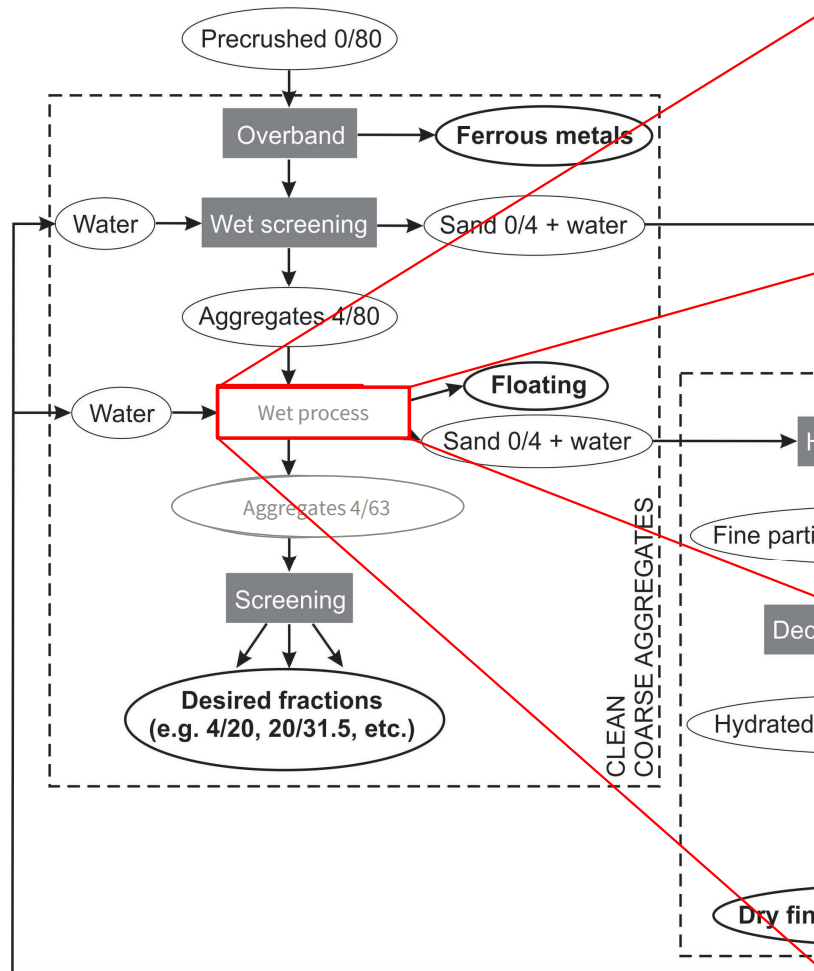 Precrushed 0/80
Overband
Ferrous metals
Water
Wet screening
Sand 0/4 + water
Aggregates 4/80
Water
Wet process
Floating
Sand 0/4 + water
Aggregates 4/63
Screening
Desired fractions
(e.g. 4/20, 20/31.5, etc.)
CLEAN
COARSE AGGREGATES
H
Fine parti
Dec
Hydrated
Dry fin